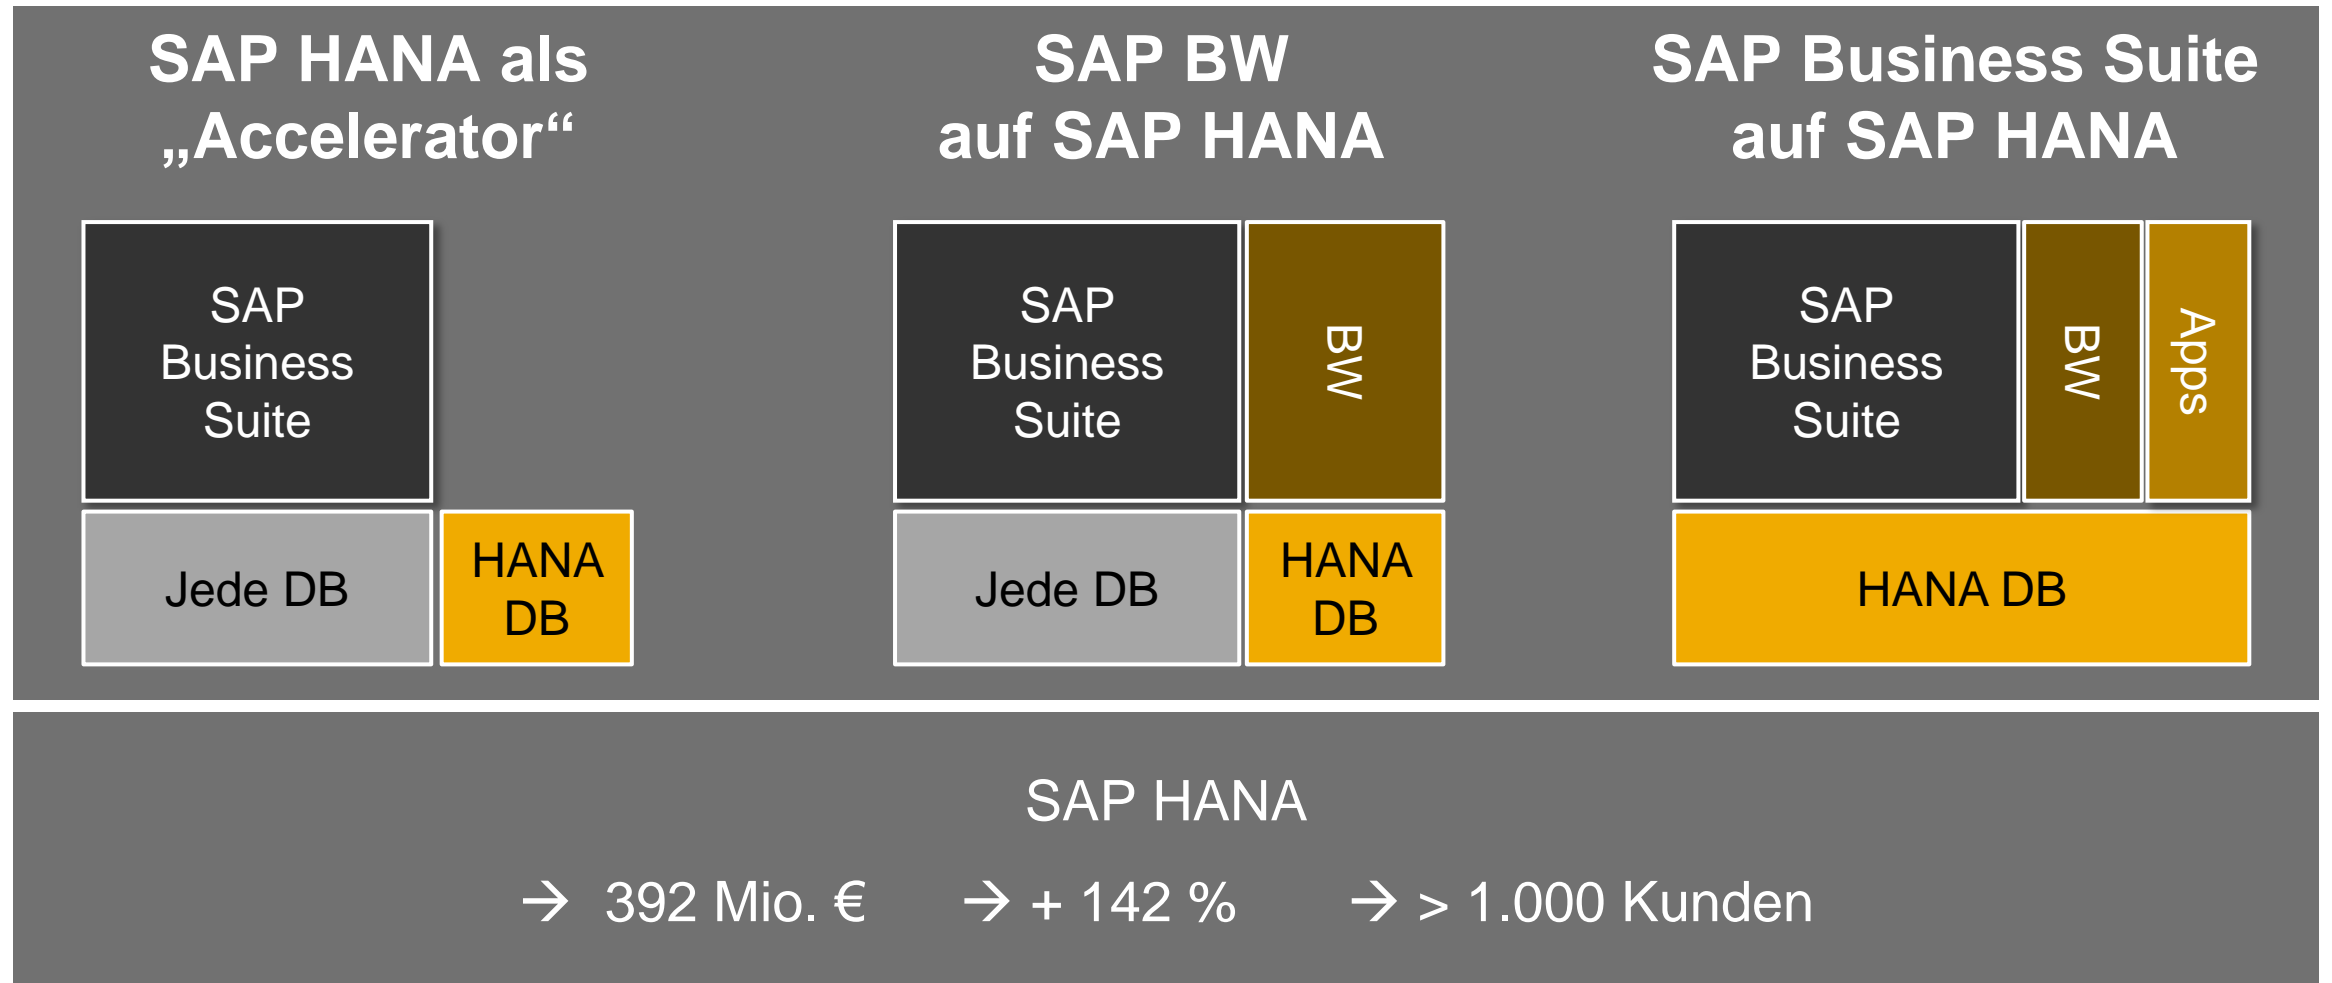 SAP HANA als
„Accelerator“
SAP
Business
Suite
Jede DB
HANA
DB
SAP BW
auf SAP HANA
SAP
Business
Suite
BW
Jede DB
HANA
DB
SAP Business Suite
auf SAP HANA
SAP
Business
Suite
BW
Apps
HANA DB
SAP HANA
→ 392 Mio. € → + 142 % → > 1.000 Kunden